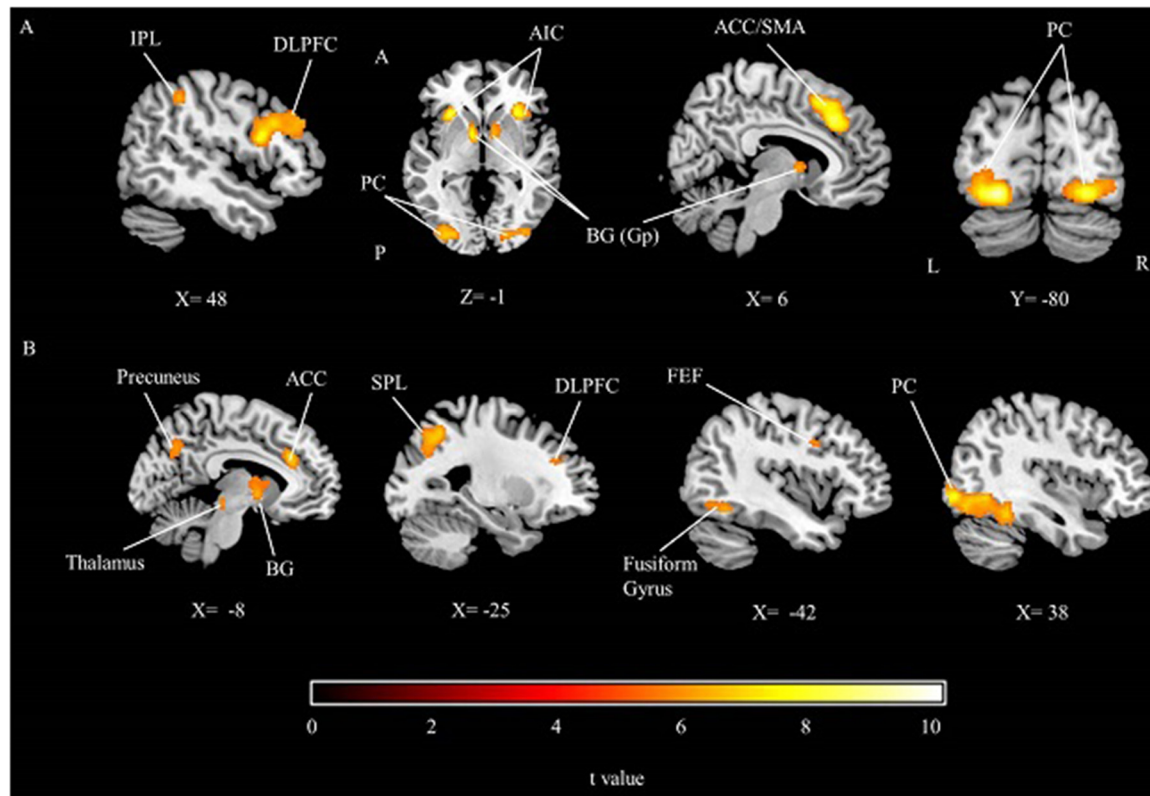 A
IPL
DLPFC
A
AIC
ACC/SMA
PC
PC
P
BG (Gp)
L
R
X= 48
Z= -1
X= 6
Y= -80
B
Precuneus
ACC
SPL
DLPFC
FEF
PC
Thalamus
BG
Fusiform
Gyrus
X= -8
X= -25
X= -42
X= 38
0 2 4 6 8 10
t value